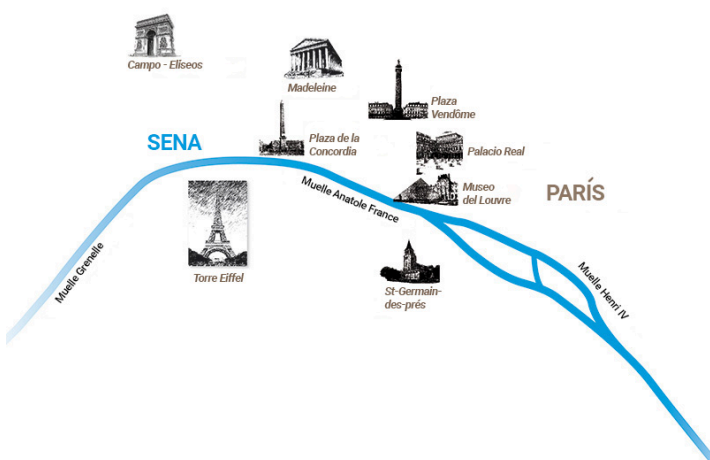 Campo - Elíseos
Madeleine
Plaza
Vendôme
SENA
Plaza de la
Concordia
Palacio Real
Muelle Anatole France
Museo
del Louvre
PARÍS
Muelle Grenelle
Torre Eiffel
St-Germain-
des-prés
Muelle Henri IV